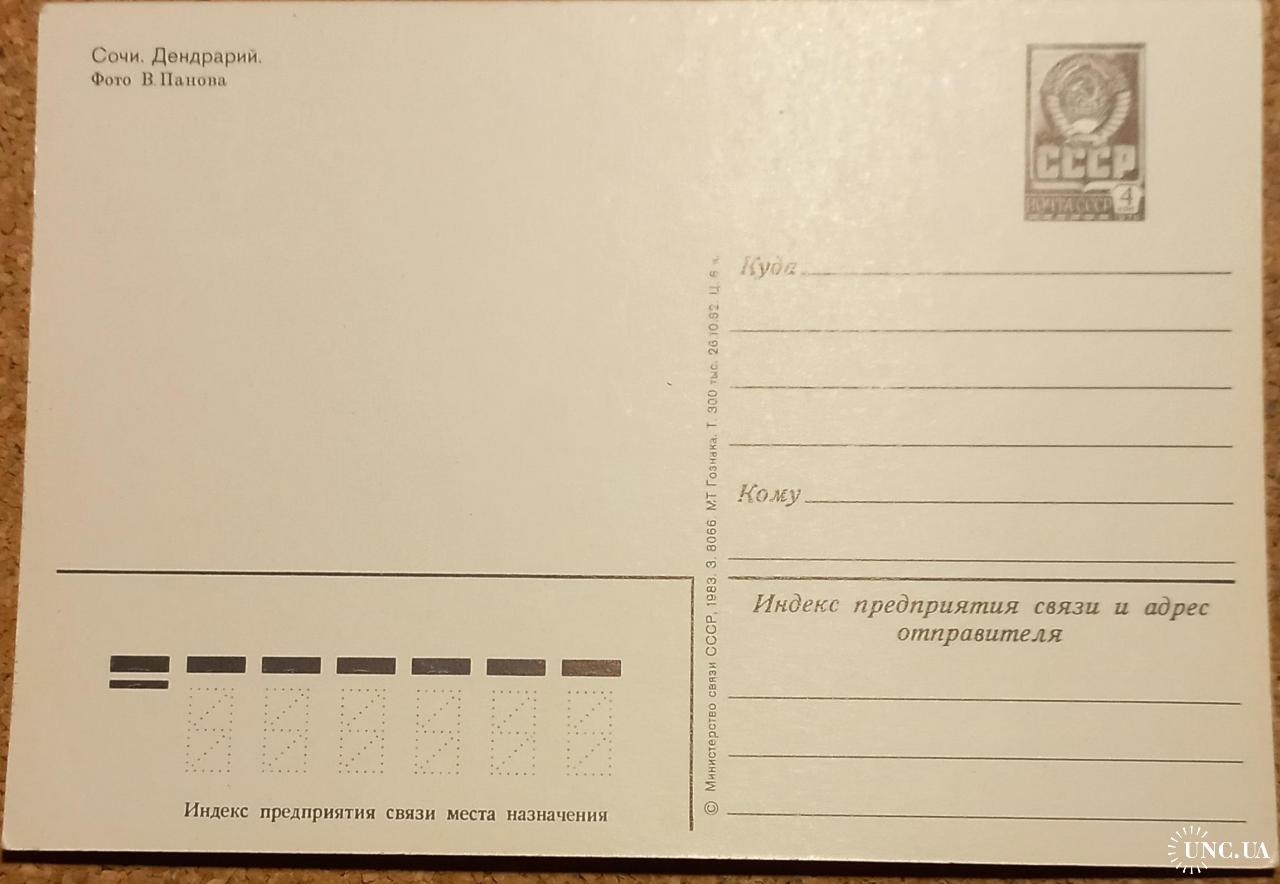 Сочи. Дендрарий.
Фото В. Панова
СССР
ПОЧТА СССР
4
Куда
Кому
© Министерство связи СССР, 1983. З. 8066. МТ Гознака. Т. 300 тыс. 26.10.82. Ц. 6 к.
Индекс предприятия связи и адрес
отправителя
Индекс предприятия связи места назначения
UNC.UA